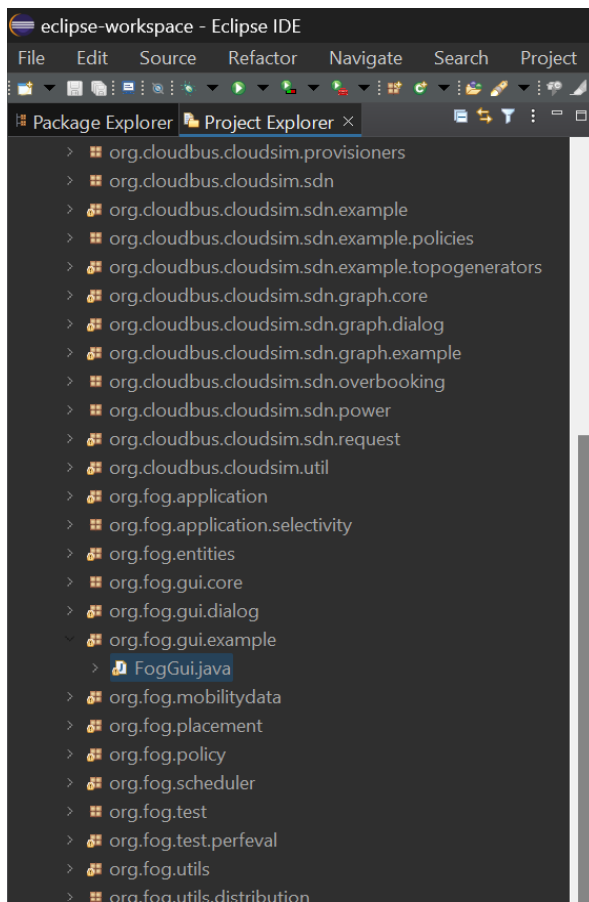 eclipse-workspace - Eclipse IDE
File Edit Source Refactor Navigate Search Project
Package Explorer Project Explorer ×
org.cloudbus.cloudsim.provisioners
org.cloudbus.cloudsim.sdn
org.cloudbus.cloudsim.sdn.example
org.cloudbus.cloudsim.sdn.example.policies
org.cloudbus.cloudsim.sdn.example.topogenerators
org.cloudbus.cloudsim.sdn.graph.core
org.cloudbus.cloudsim.sdn.graph.dialog
org.cloudbus.cloudsim.sdn.graph.example
org.cloudbus.cloudsim.sdn.overbooking
org.cloudbus.cloudsim.sdn.power
org.cloudbus.cloudsim.sdn.request
org.cloudbus.cloudsim.util
org.fog.application
org.fog.application.selectivity
org.fog.entities
org.fog.gui.core
org.fog.gui.dialog
org.fog.gui.example
FogGui.java
org.fog.mobilitydata
org.fog.placement
org.fog.policy
org.fog.scheduler
org.fog.test
org.fog.test.perfeval
org.fog.utils
org.fog.utils.distribution